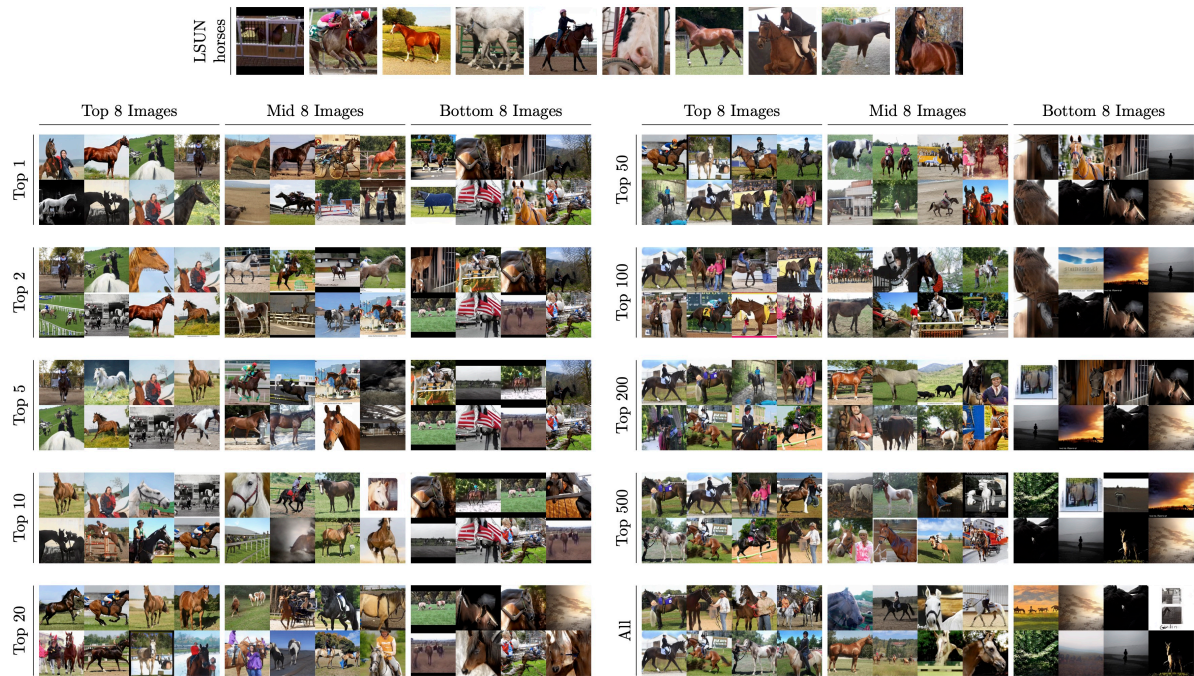 LSUN
horses
Top 8 Images Mid 8 Images Bottom 8 Images
Top 1
Top 2
Top 5
Top 10
Top 20
Top 8 Images Mid 8 Images Bottom 8 Images
Top 50
Top 100
Top 200
Top 500
All